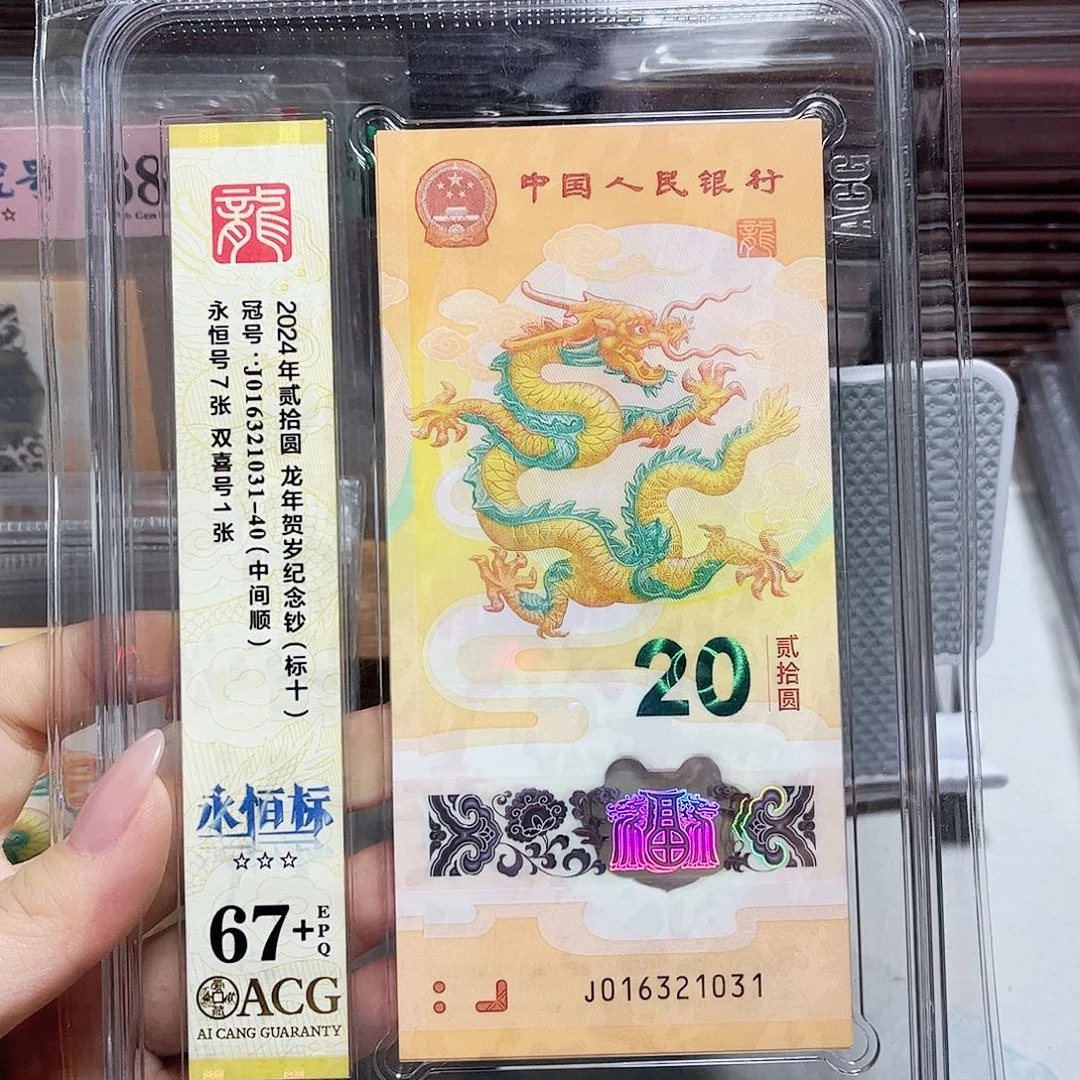 龍
2024年贰拾圆 龙年贺岁纪念钞(标十)
冠号:J016321031-40(中间顺)
永恒号7张 双喜号1张
永恒标
☆☆☆
67+EPQ
ACG
AI CANG GUARANTY
中国人民银行
龍
20
贰拾圆
福
J016321031
ACG
68